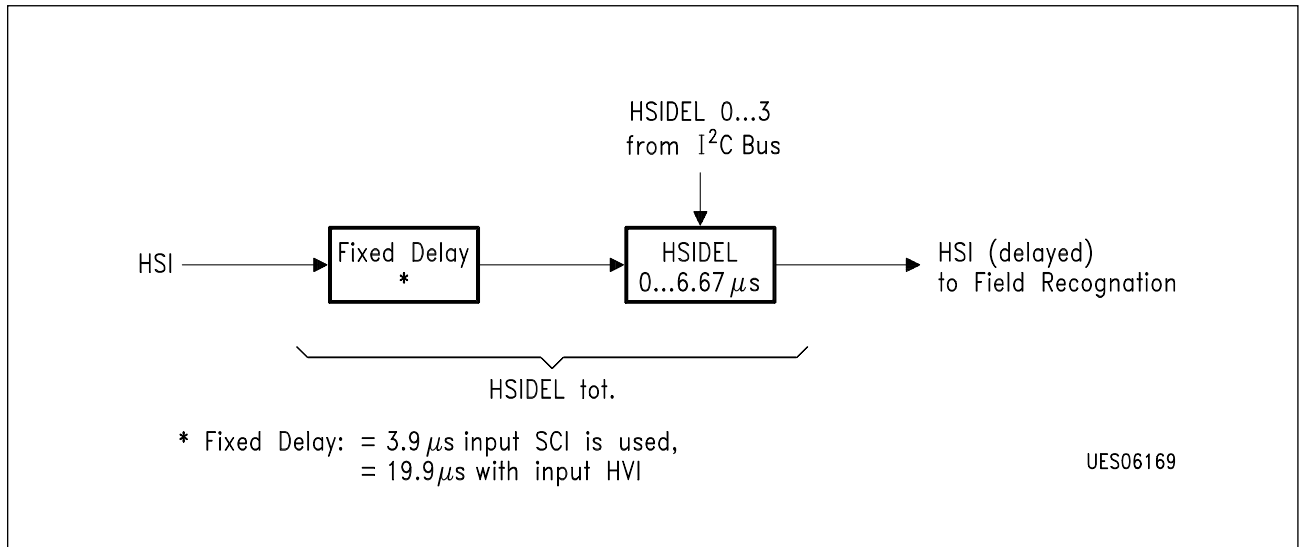 HSIDEL 0...3
from I²C Bus
HSI
Fixed Delay
*
HSIDEL
0...6.67 μs
HSI (delayed)
to Field Recognation
HSIDEL tot.
* Fixed Delay: = 3.9 μs input SCI is used,
= 19.9 μs with input HVI
UES06169